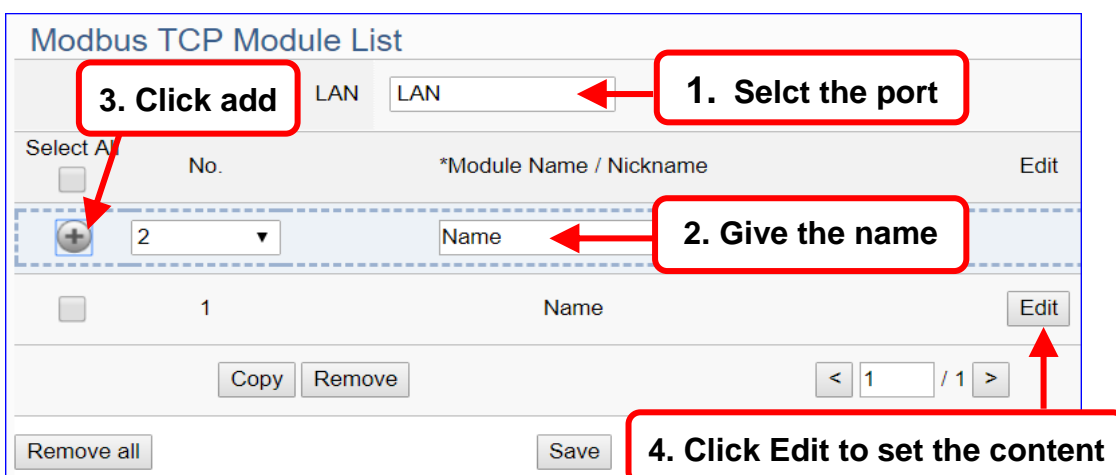 Modbus TCP Module List
3. Click add
LAN
LAN
1. Selct the port
Select All
No.
*Module Name / Nickname
Edit
2
Name
2. Give the name
1
Name
Edit
Copy
Remove
<
1
/ 1
>
Remove all
Save
4. Click Edit to set the content